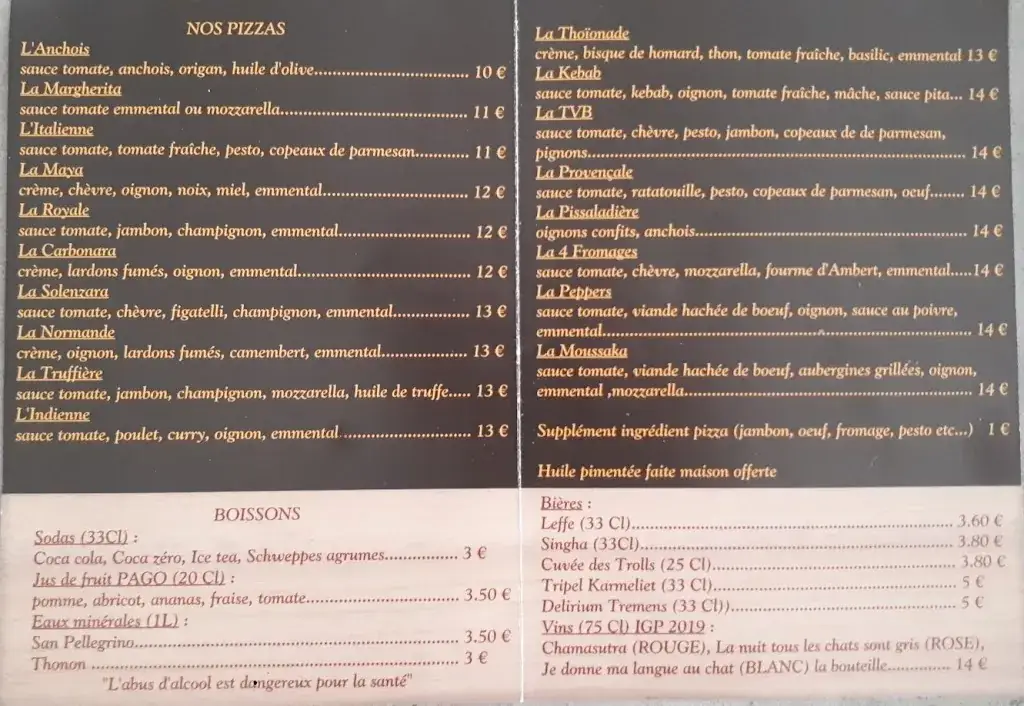 NOS PIZZAS
L'Anchois
sauce tomate, anchois, origan, huile d'olive................................. 10 €
La Margherita
sauce tomate emmental ou mozzarella......................................... 11 €
L'Italienne
sauce tomate, tomate fraîche, pesto, copeaux de parmesan........... 11 €
La Maya
crème, chèvre, oignon, noix, miel, emmental............................... 12 €
La Royale
sauce tomate, jambon, champignon, emmental............................ 12 €
La Carbonara
crème, lardons fumés, oignon, emmental..................................... 12 €
La Solenzara
sauce tomate, chèvre, figatelli, champignon, emmental................ 13 €
La Normande
crème, oignon, lardons fumés, camembert, emmental.................. 13 €
La Truffière
sauce tomate, jambon, champignon, mozzarella, huile de truffe..... 13 €
L'Indienne
sauce tomate, poulet, curry, oignon, emmental........................... 13 €
BOISSONS
Sodas (33Cl) :
Coca cola, Coca zéro, Ice tea, Schweppes agrumes............... 3 €
Jus de fruit PAGO (20 Cl) :
pomme, abricot, ananas, fraise, tomate............................... 3.50 €
Eaux minérales (1L) :
San Pellegrino................................................................. 3.50 €
Thonon .......................................................................... 3 €
"L'abus d'alcool est dangereux pour la santé"
La Thoïonade
crème, bisque de homard, thon, tomate fraîche, basilic, emmental 13 €
La Kebab
sauce tomate, kebab, oignon, tomate fraîche, mâche, sauce pita... 14 €
La TVB
sauce tomate, chèvre, pesto, jambon, copeaux de de parmesan,
pignons............................................................................ 14 €
La Provençale
sauce tomate, ratatouille, pesto, copeaux de parmesan, oeuf........ 14 €
La Pissaladière
oignons confits, anchois......................................................... 14 €
La 4 Fromages
sauce tomate, chèvre, mozzarella, fourme d'Ambert, emmental.....14 €
La Peppers
sauce tomate, viande hachée de boeuf, oignon, sauce au poivre,
emmental............................................................................ 14 €
La Moussaka
sauce tomate, viande hachée de boeuf, aubergines grillées, oignon,
emmental ,mozzarella............................................................ 14 €
Supplément ingrédient pizza (jambon, oeuf, fromage, pesto etc...) 1 €
Huile pimentée faite maison offerte
Bières :
Leffe (33 Cl)...................................................................... 3.60 €
Singha (33Cl)..................................................................... 3.80 €
Cuvée des Trolls (25 Cl)...................................................... 3.80 €
Tripel Karmeliet (33 Cl)...................................................... 5 €
Delirium Tremens (33 Cl))................................................... 5 €
Vins (75 Cl) IGP 2019 :
Chamasutra (ROUGE), La nuit tous les chats sont gris (ROSE),
Je donne ma langue au chat (BLANC) la bouteille............. 14 €